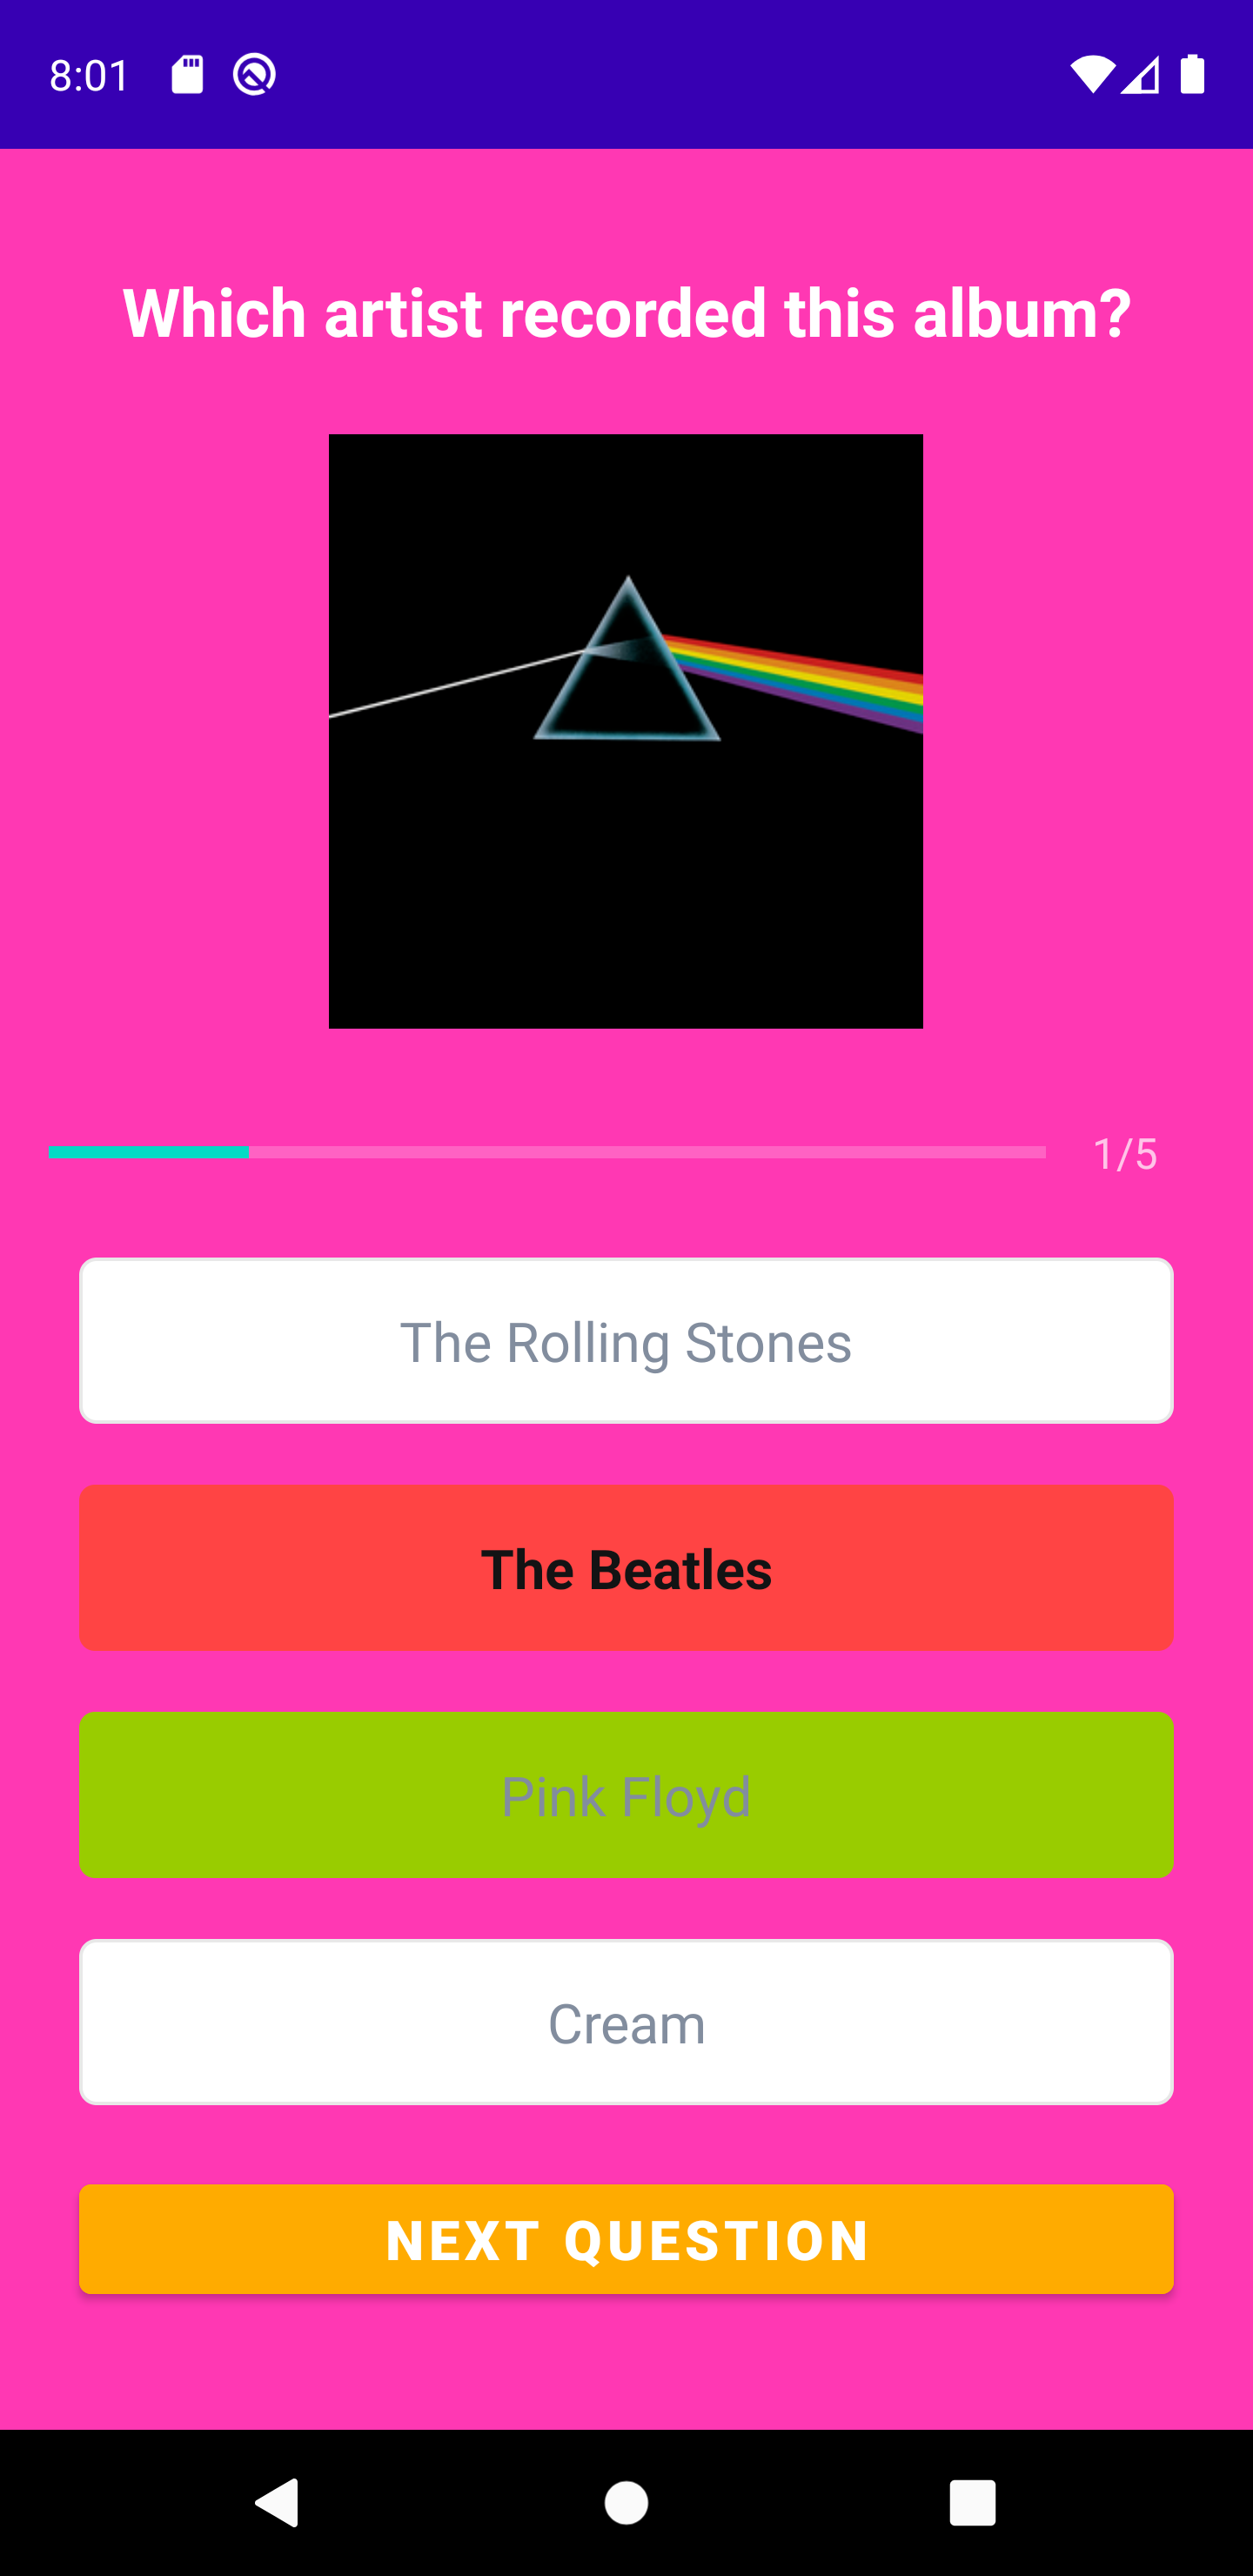 8:01
Which artist recorded this album?
1/5
The Rolling Stones
The Beatles
Pink Floyd
Cream
NEXT QUESTION